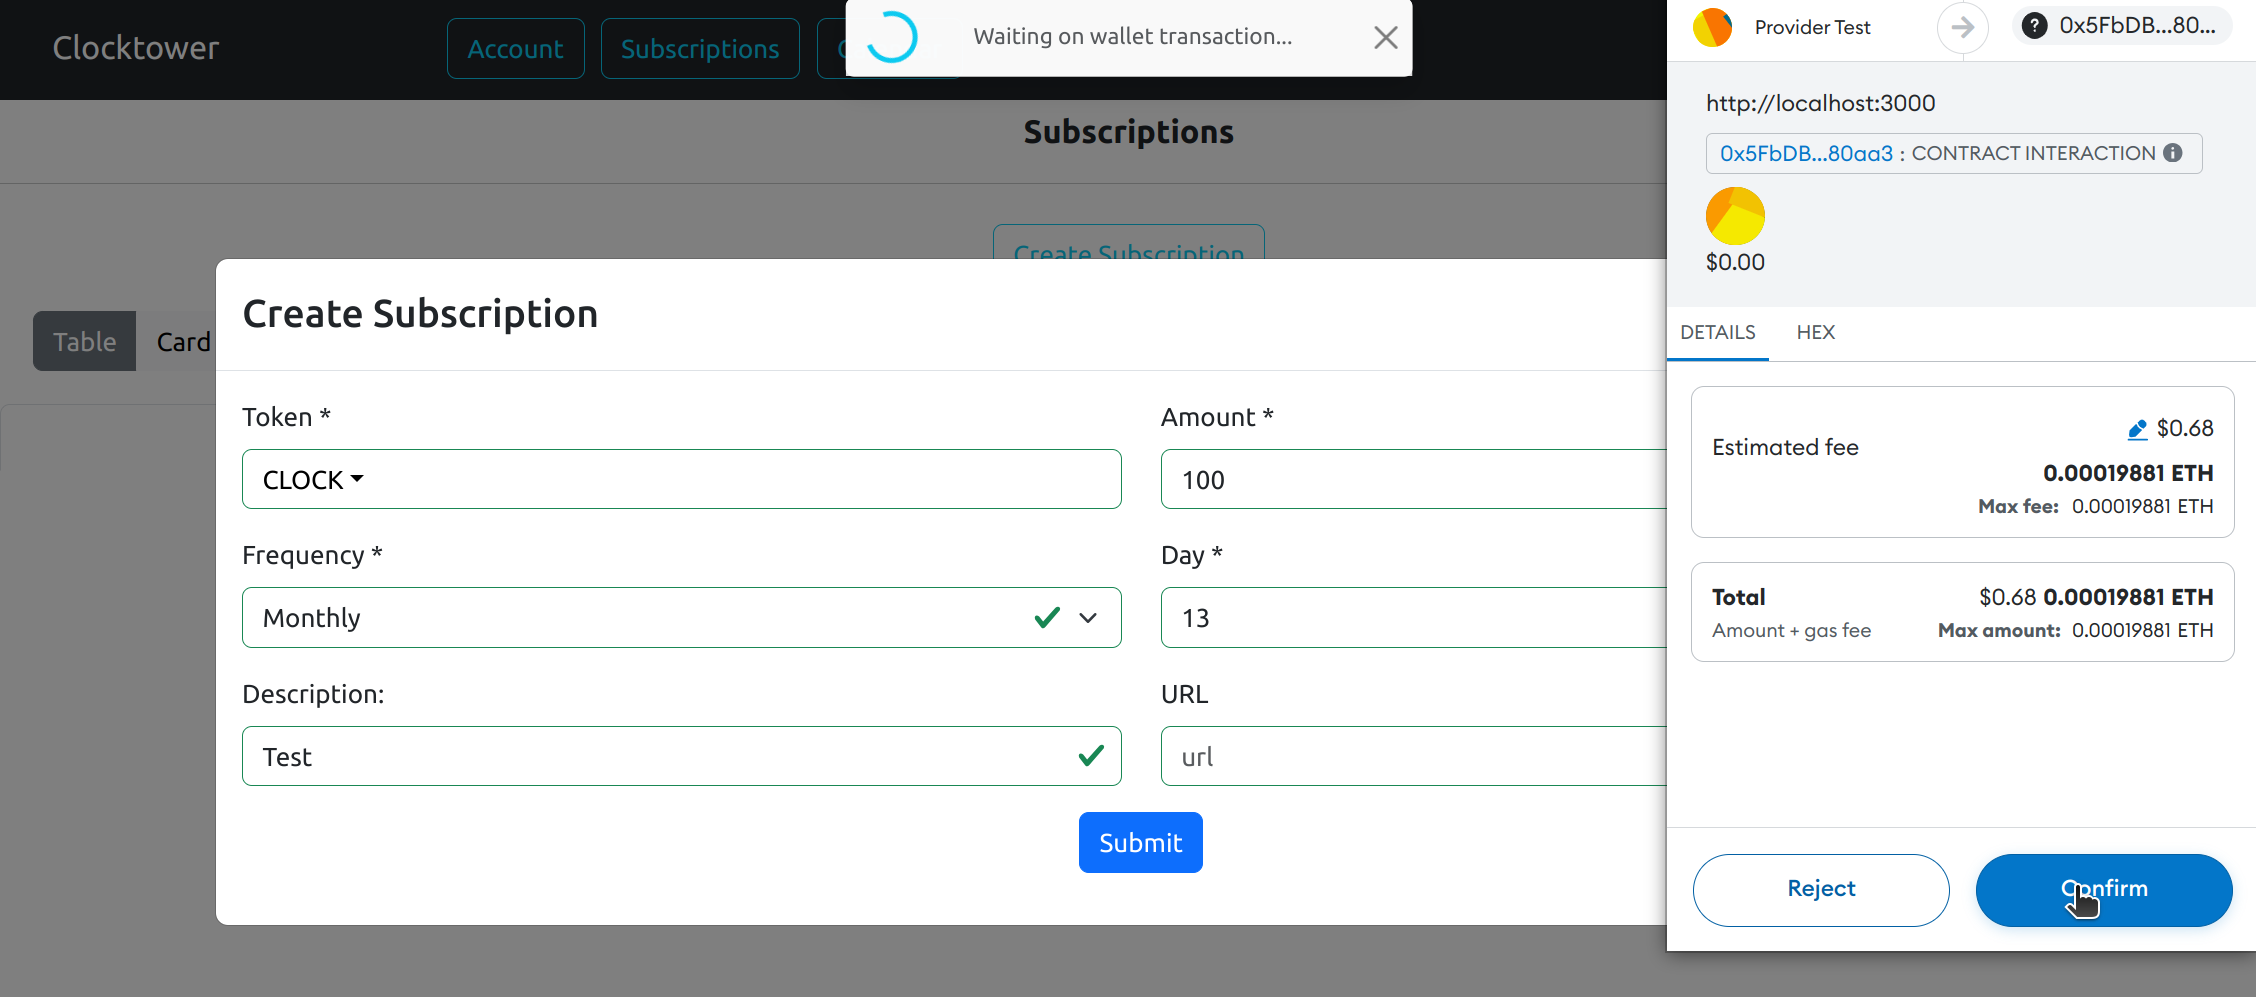 Clocktower
Account
Subscriptions
Waiting on wallet transaction...
Subscriptions
Create Subscription
Table
Card
Create Subscription
Token *
CLOCK
Amount *
100
Frequency *
Monthly
Day *
13
Description:
Test
URL
url
Submit
Provider Test
0x5FbDB...80...
http://localhost:3000
0x5FbDB...80aa3 : CONTRACT INTERACTION
$0.00
DETAILS
HEX
Estimated fee
$0.68
0.00019881 ETH
Max fee: 0.00019881 ETH
Total
$0.68 0.00019881 ETH
Amount + gas fee
Max amount: 0.00019881 ETH
Reject
Confirm